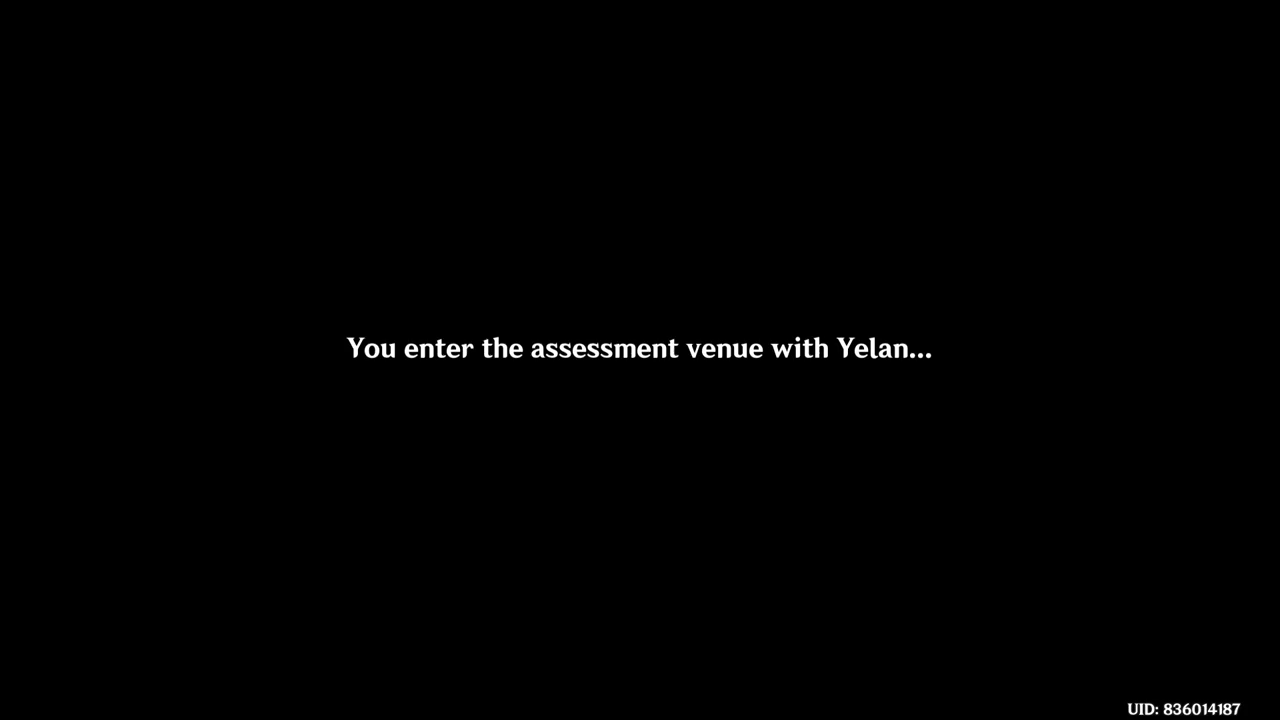 You enter the assessment venue with Yelan...
UID: 836014187